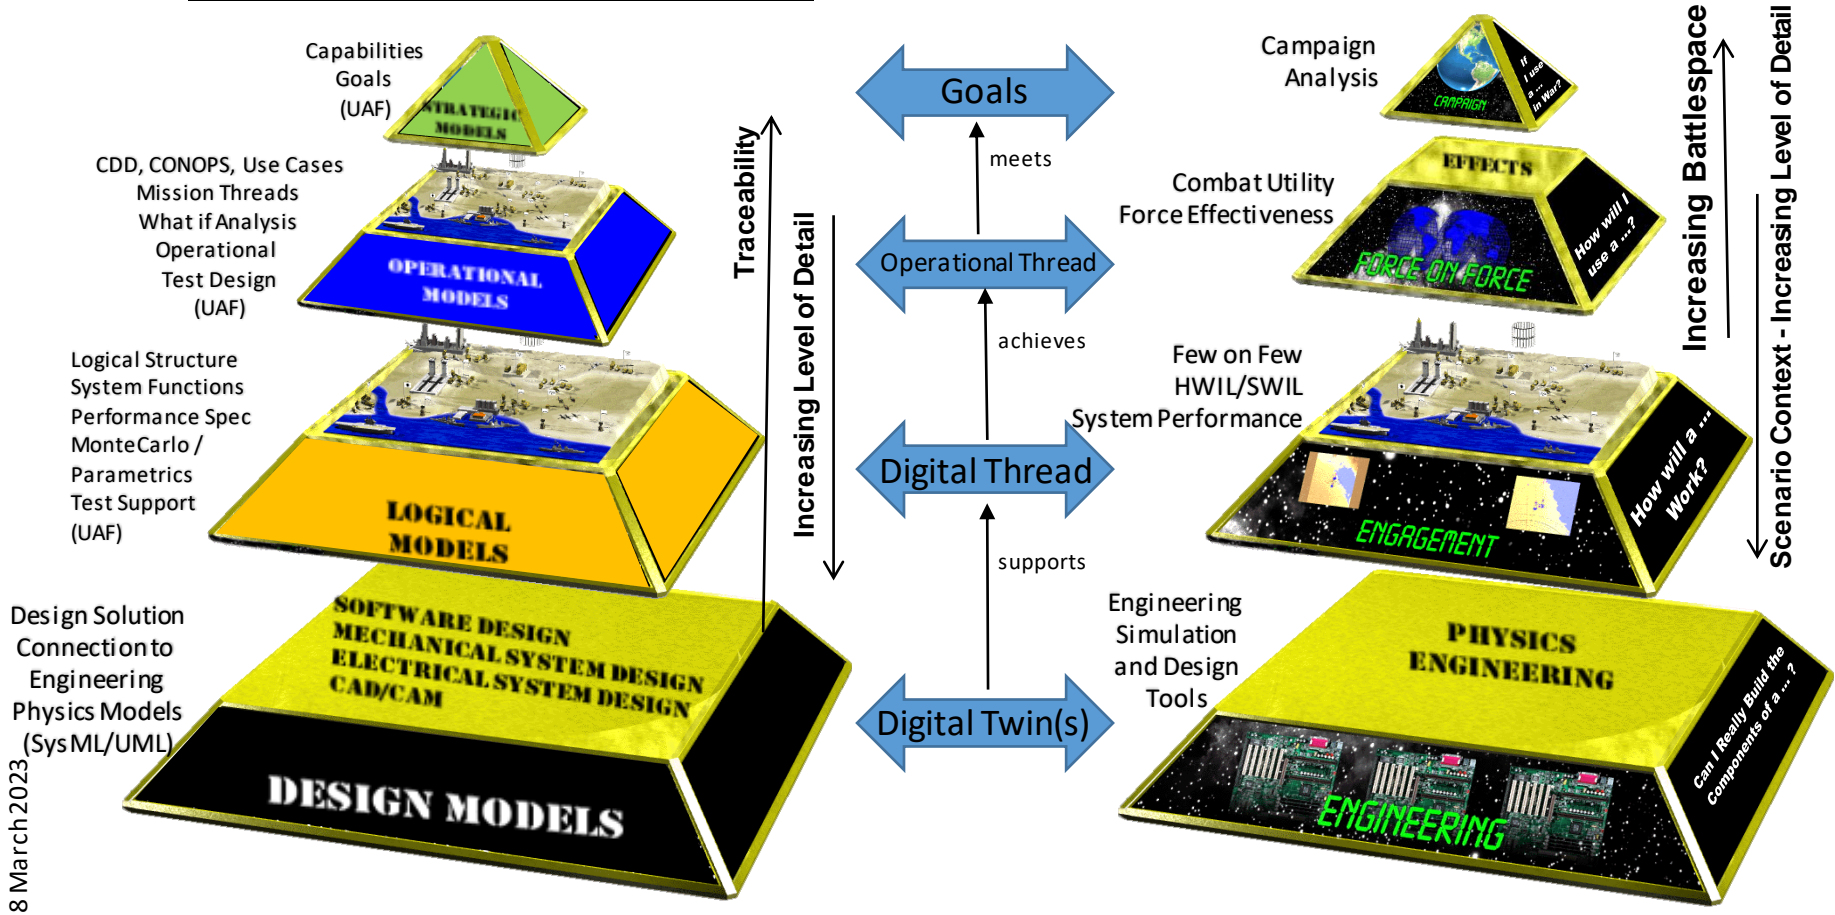 Capabilities
Goals
(UAF)
STRATEGIC
MODELS
CDD, CONOPS, Use Cases
Mission Threads
What if Analysis
Operational
Test Design
(UAF)
OPERATIONAL
MODELS
Logical Structure
System Functions
Performance Spec
MonteCarlo /
Parametrics
Test Support
(UAF)
LOGICAL
MODELS
Design Solution
Connection to
Engineering
Physics Models
(SysML/UML)
SOFTWARE DESIGN
MECHANICAL SYSTEM DESIGN
ELECTRICAL SYSTEM DESIGN
CAD/CAM
DESIGN MODELS
8 March 2023
Traceability
Increasing Level of Detail
Goals
meets
Operational Thread
achieves
Digital Thread
supports
Digital Twin(s)
Campaign
Analysis
CAMPAIGN
If
I use
a ...
in War?
Combat Utility
Force Effectiveness
EFFECTS
FORCE ON FORCE
How will I
use a ...?
Few on Few
HWIL/SWIL
System Performance
ENGAGEMENT
How will a ...
Work?
Engineering
Simulation
and Design
Tools
PHYSICS
ENGINEERING
ENGINEERING
Can I Really Build the
Components of a ... ?
Increasing Battlespace
Scenario Context - Increasing Level of Detail